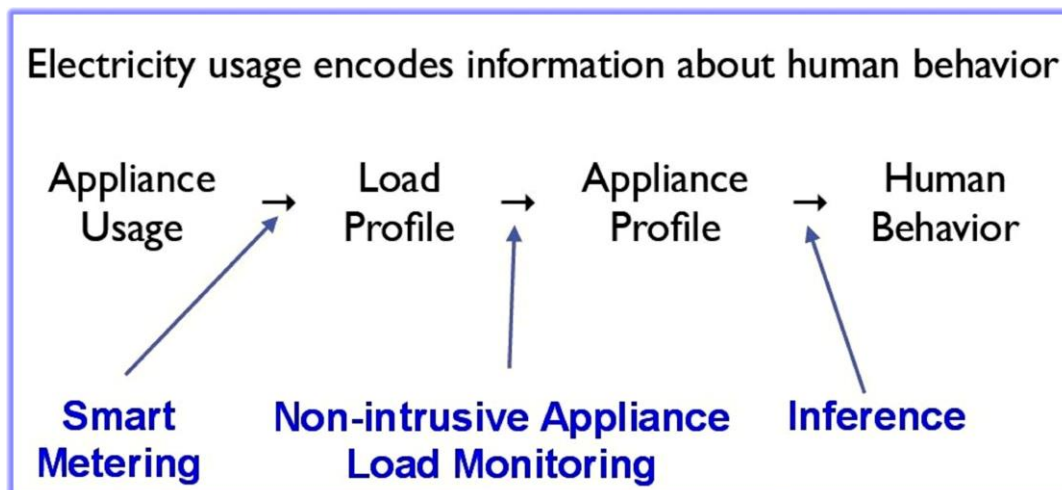 Electricity usage encodes information about human behavior
Appliance Usage → Load Profile → Appliance Profile → Human Behavior
Smart Metering
Non-intrusive Appliance Load Monitoring
Inference